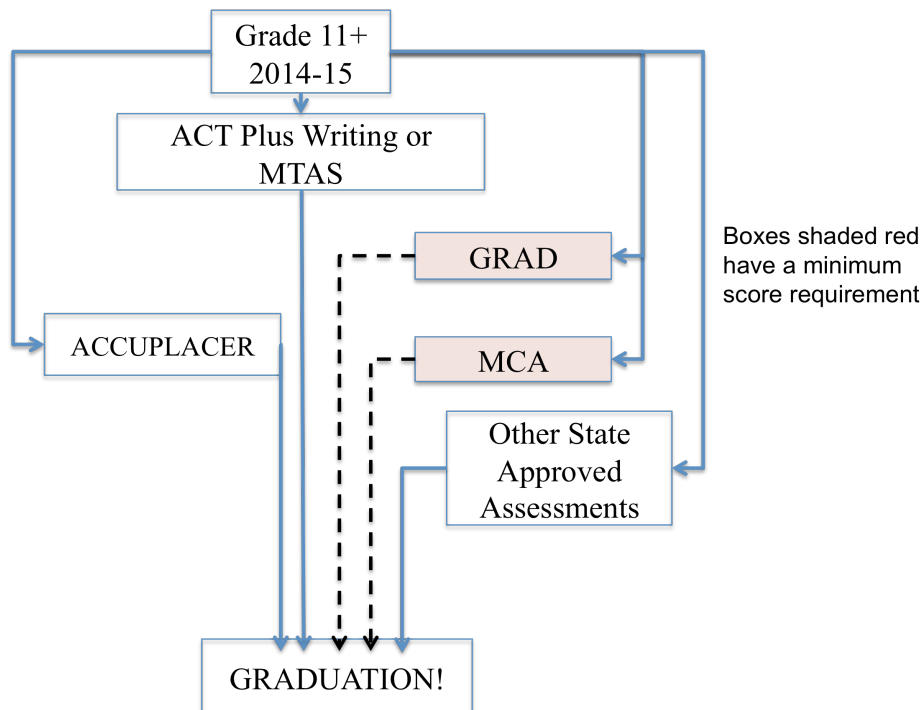 Grade 11+
2014-15
ACT Plus Writing or
MTAS
GRAD
Boxes shaded red
have a minimum
score requirement
ACCUPLACER
MCA
Other State
Approved
Assessments
GRADUATION!